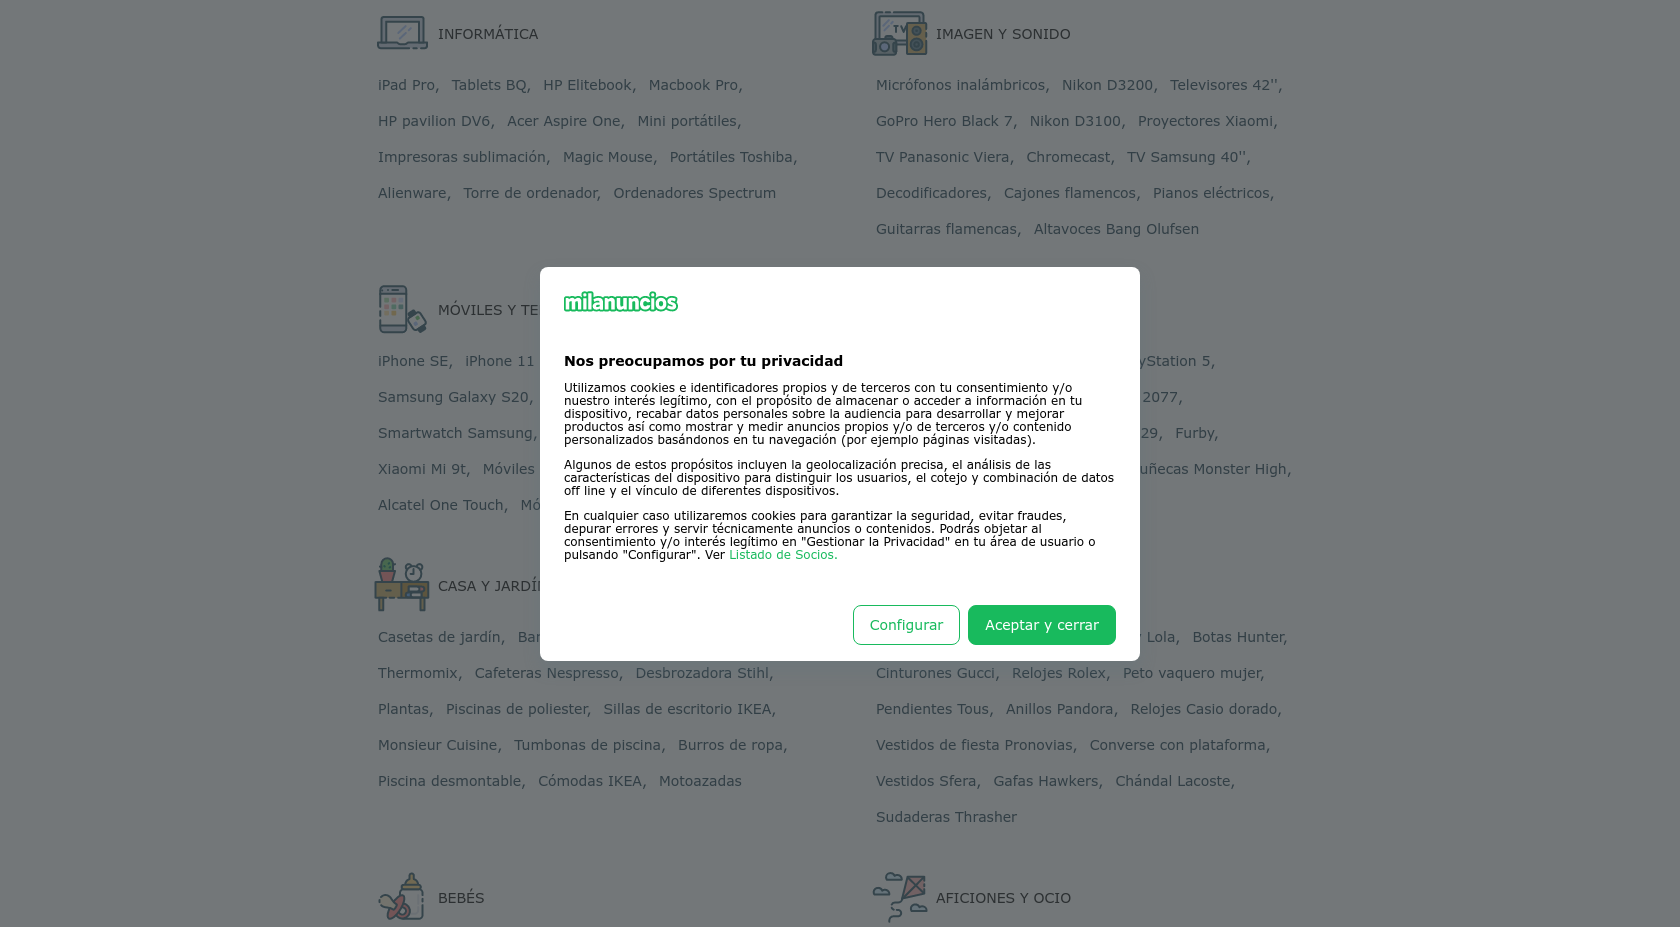 INFORMÁTICA
iPad Pro, Tablets BQ, HP Elitebook, Macbook Pro,
HP pavilion DV6, Acer Aspire One, Mini portátiles,
Impresoras sublimación, Magic Mouse, Portátiles Toshiba,
Alienware, Torre de ordenador, Ordenadores Spectrum
TV
IMAGEN Y SONIDO
Micrófonos inalámbricos, Nikon D3200, Televisores 42'',
GoPro Hero Black 7, Nikon D3100, Proyectores Xiaomi,
TV Panasonic Viera, Chromecast, TV Samsung 40'',
Decodificadores, Cajones flamencos, Pianos eléctricos,
Guitarras flamencas, Altavoces Bang Olufsen
MÓVILES Y TE
iPhone SE, iPhone 11
Samsung Galaxy S20,
Smartwatch Samsung,
Xiaomi Mi 9t, Móviles
Alcatel One Touch, Mó
yStation 5,
2077,
29, Furby,
uñecas Monster High,
milanuncios
Nos preocupamos por tu privacidad
Utilizamos cookies e identificadores propios y de terceros con tu consentimiento y/o
nuestro interés legítimo, con el propósito de almacenar o acceder a información en tu
dispositivo, recabar datos personales sobre la audiencia para desarrollar y mejorar
productos así como mostrar y medir anuncios propios y/o de terceros y/o contenido
personalizados basándonos en tu navegación (por ejemplo páginas visitadas).
Algunos de estos propósitos incluyen la geolocalización precisa, el análisis de las
características del dispositivo para distinguir los usuarios, el cotejo y combinación de datos
off line y el vínculo de diferentes dispositivos.
En cualquier caso utilizaremos cookies para garantizar la seguridad, evitar fraudes,
depurar errores y servir técnicamente anuncios o contenidos. Podrás objetar al
consentimiento y/o interés legítimo en "Gestionar la Privacidad" en tu área de usuario o
pulsando "Configurar". Ver Listado de Socios.
Configurar
Aceptar y cerrar
CASA Y JARDÍN
Casetas de jardín, Bar
Thermomix, Cafeteras Nespresso, Desbrozadora Stihl,
Plantas, Piscinas de poliester, Sillas de escritorio IKEA,
Monsieur Cuisine, Tumbonas de piscina, Burros de ropa,
Piscina desmontable, Cómodas IKEA, Motoazadas
y Lola, Botas Hunter,
Cinturones Gucci, Relojes Rolex, Peto vaquero mujer,
Pendientes Tous, Anillos Pandora, Relojes Casio dorado,
Vestidos de fiesta Pronovias, Converse con plataforma,
Vestidos Sfera, Gafas Hawkers, Chándal Lacoste,
Sudaderas Thrasher
BEBÉS
AFICIONES Y OCIO